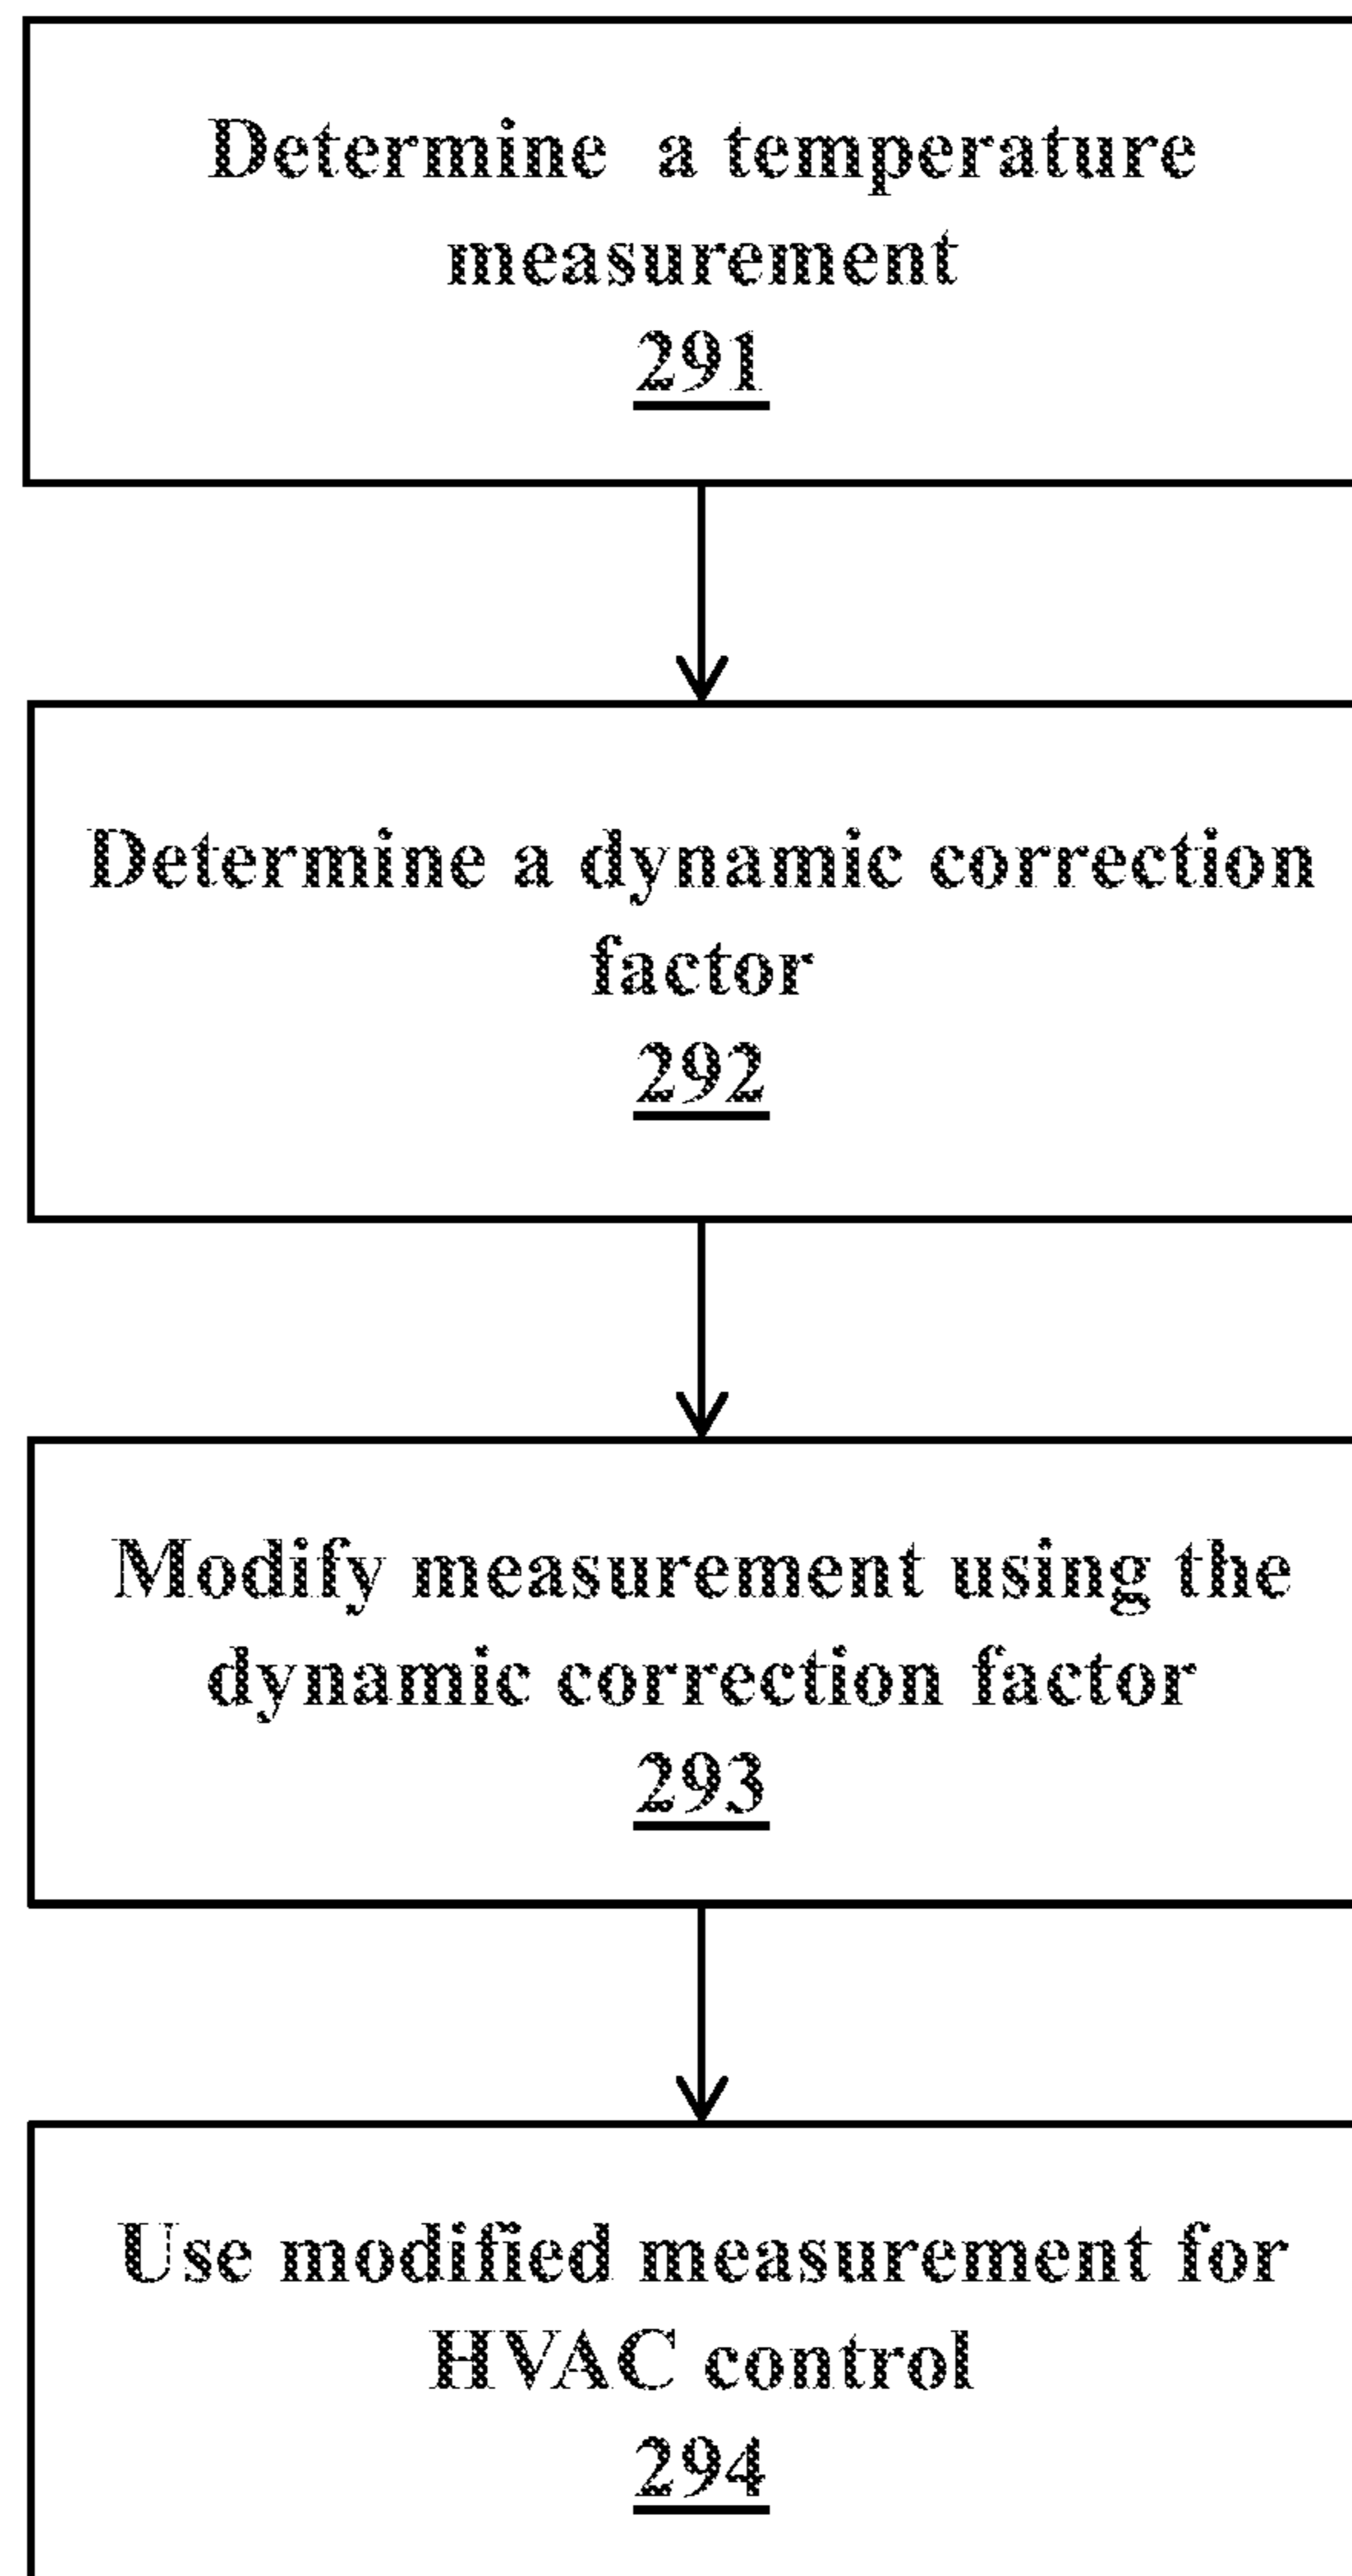 Determine a temperature
measurement
291
Determine a dynamic correction
factor
292
Modify measurement using the
dynamic correction factor
293
Use modified measurement for
HVAC control
294